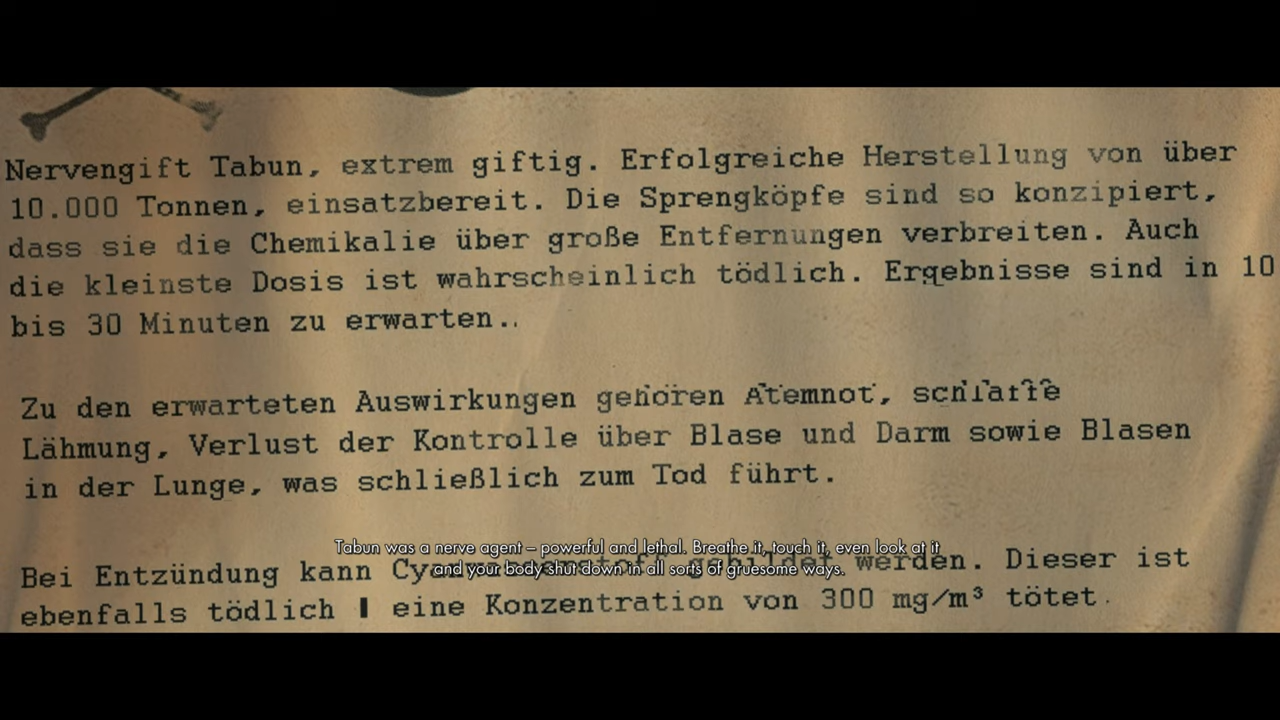 Nervengift Tabun, extrem giftig. Erfolgreiche Herstellung von über
10.000 Tonnen, einsatzbereit. Die Sprengköpfe sind so konzipiert,
dass sie die Chemikalie über große Entfernungen verbreiten. Auch
die kleinste Dosis ist wahrscheinlich tödlich. Ergebnisse sind in 10
bis 30 Minuten zu erwarten..
Zu den erwarteten Auswirkungen gehören Atemnot, schlaffe
Lähmung, Verlust der Kontrolle über Blase und Darm sowie Blasen
in der Lunge, was schließlich zum Tod führt.
Bei Entzündung kann gebildet werden. Dieser ist
ebenfalls tödlich eine Konzentration von 300 mg/m³ tötet.
Tabun was a nerve agent – powerful and lethal. Breathe it, touch it, even look at it
and your body shut down in all sorts of gruesome ways.